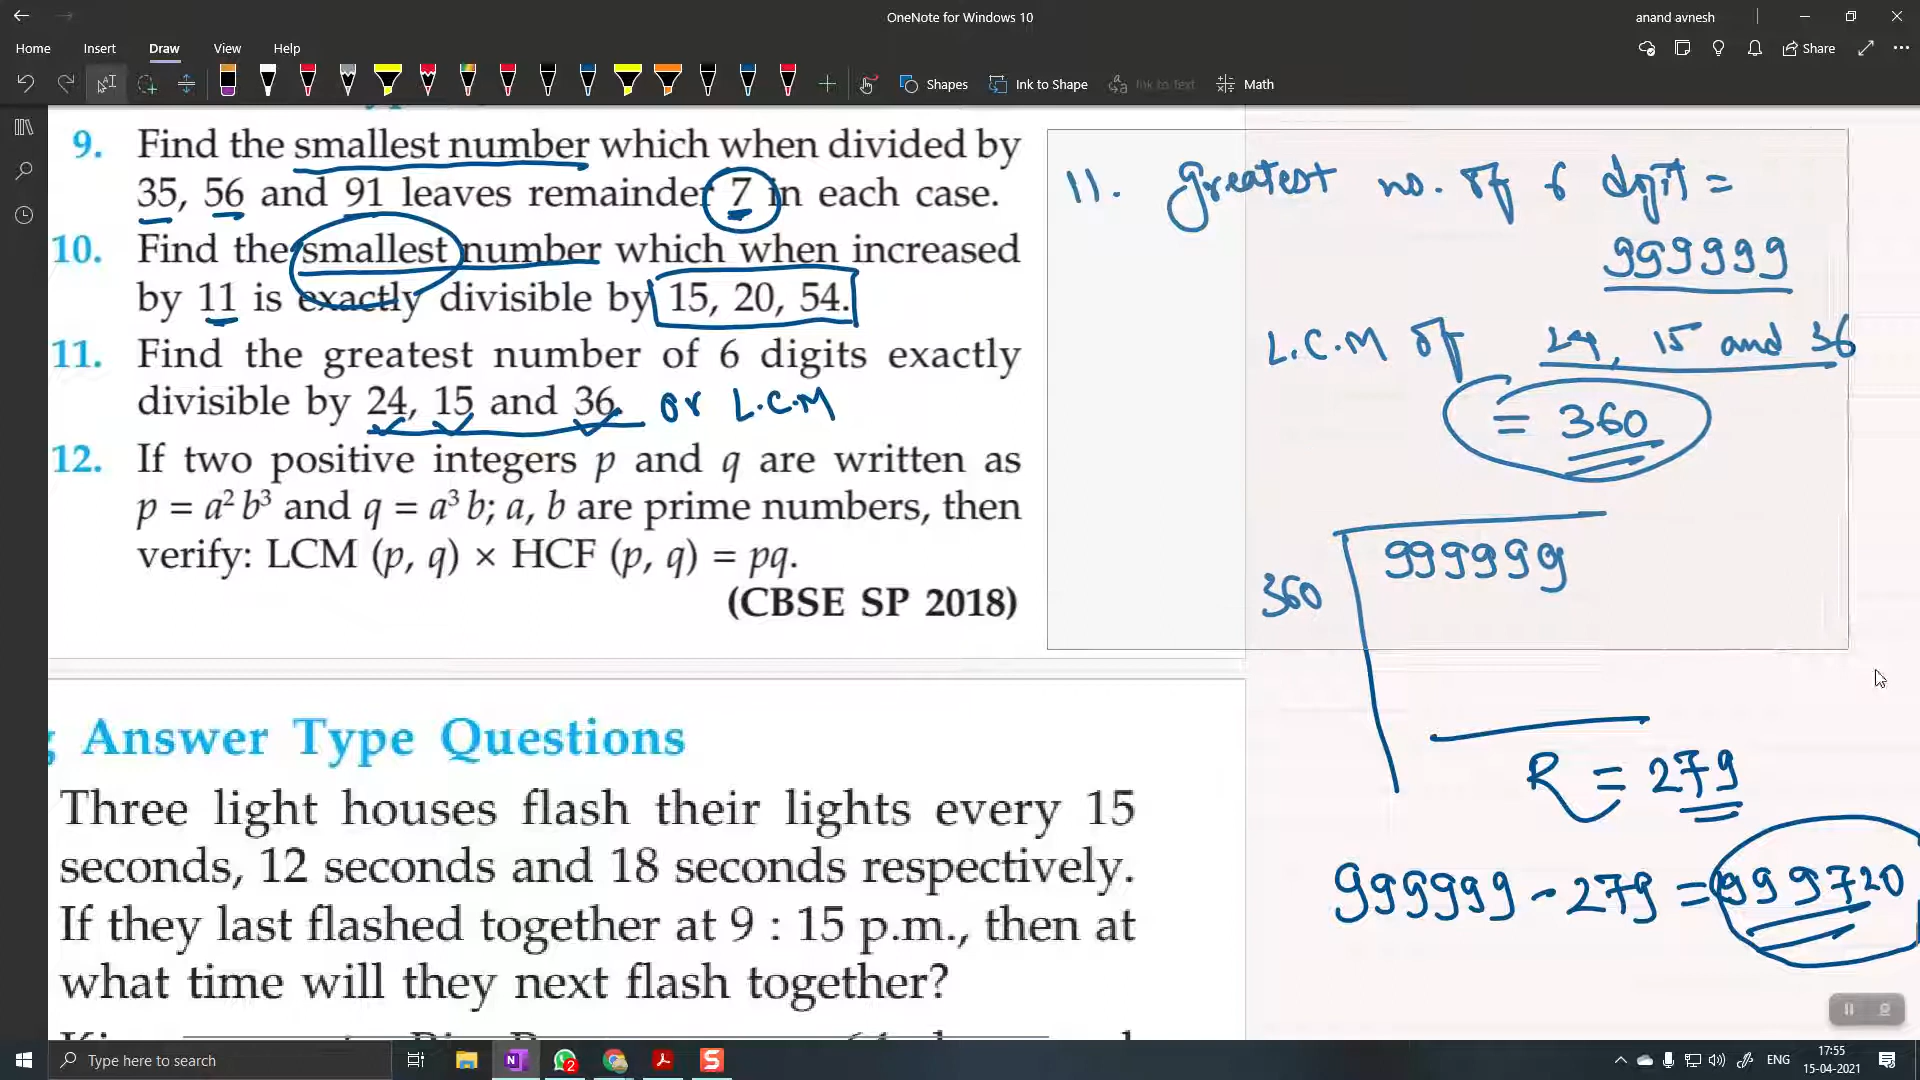 OneNote for Windows 10
anand avnesh
Home Insert Draw View Help
Share
Shapes Ink to Shape Ink to Text Math
9. Find the smallest number which when divided by
35, 56 and 91 leaves remainder 7 in each case.
10. Find the smallest number which when increased
by 11 is exactly divisible by 15, 20, 54.
11. Find the greatest number of 6 digits exactly
divisible by 24, 15 and 36. or L.C.M
12. If two positive integers p and q are written as
p = a² b³ and q = a³ b; a, b are prime numbers, then
verify: LCM (p, q) × HCF (p, q) = pq.
(CBSE SP 2018)
Answer Type Questions
Three light houses flash their lights every 15
seconds, 12 seconds and 18 seconds respectively.
If they last flashed together at 9 : 15 p.m., then at
what time will they next flash together?
11. Greatest no. of 6 digit =
999999
L.C.M of 24, 15 and 36
= 360
999999
360
R = 279
999999 - 279 = 999720
Type here to search
2
ENG
17:55
15-04-2021